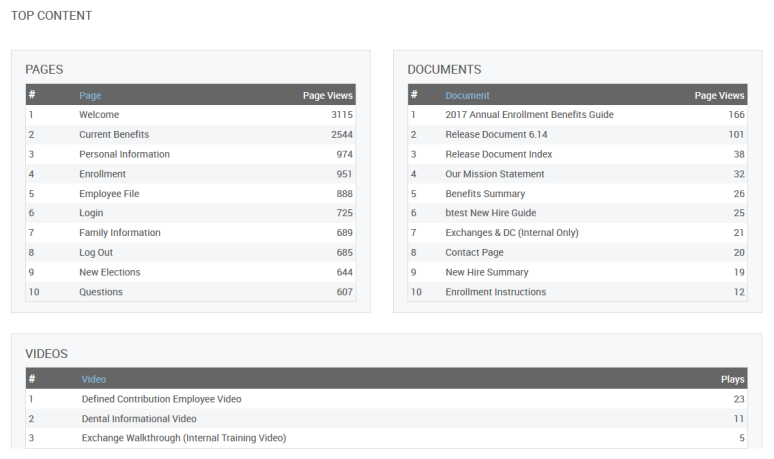 TOP CONTENT
PAGES
# Page Page Views
1 Welcome 3115
2 Current Benefits 2544
3 Personal Information 974
4 Enrollment 951
5 Employee File 888
6 Login 725
7 Family Information 689
8 Log Out 685
9 New Elections 644
10 Questions 607
DOCUMENTS
# Document Page Views
1 2017 Annual Enrollment Benefits Guide 166
2 Release Document 6.14 101
3 Release Document Index 38
4 Our Mission Statement 32
5 Benefits Summary 26
6 btest New Hire Guide 25
7 Exchanges & DC (Internal Only) 21
8 Contact Page 20
9 New Hire Summary 19
10 Enrollment Instructions 12
VIDEOS
# Video Plays
1 Defined Contribution Employee Video 23
2 Dental Informational Video 11
3 Exchange Walkthrough (Internal Training Video) 5